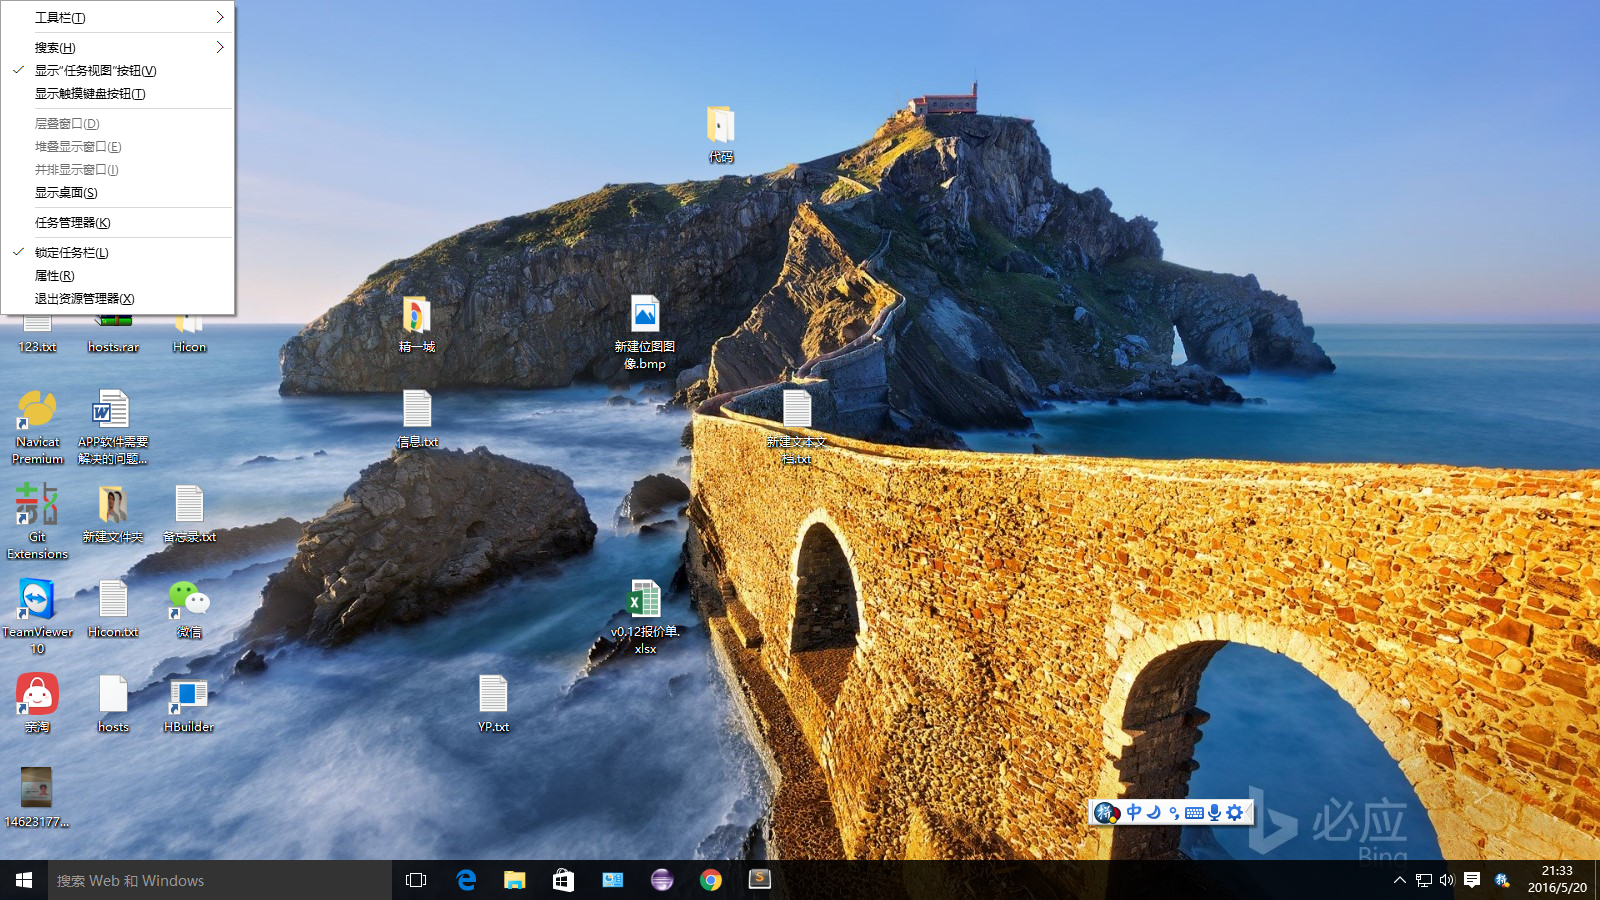 工具栏(T)
搜索(H)
显示“任务视图”按钮(V)
显示触摸键盘按钮(T)
层叠窗口(D)
堆叠显示窗口(E)
并排显示窗口(I)
显示桌面(S)
任务管理器(K)
锁定任务栏(L)
属性(R)
退出资源管理器(X)
代码
123.txt
hosts.rar
Hicon
精一城
新建位图图
像.bmp
Navicat
Premium
APP软件需要
解决的问题...
信息.txt
新建文本文
档.txt
Git
Extensions
新建文件夹
备忘录.txt
TeamViewer
10
Hicon.txt
微信
v0.12报价单.
xlsx
亲淘
hosts
HBuilder
YP.txt
14623177...
拼 中
必应
Bing
搜索 Web 和 Windows
21:33
2016/5/20